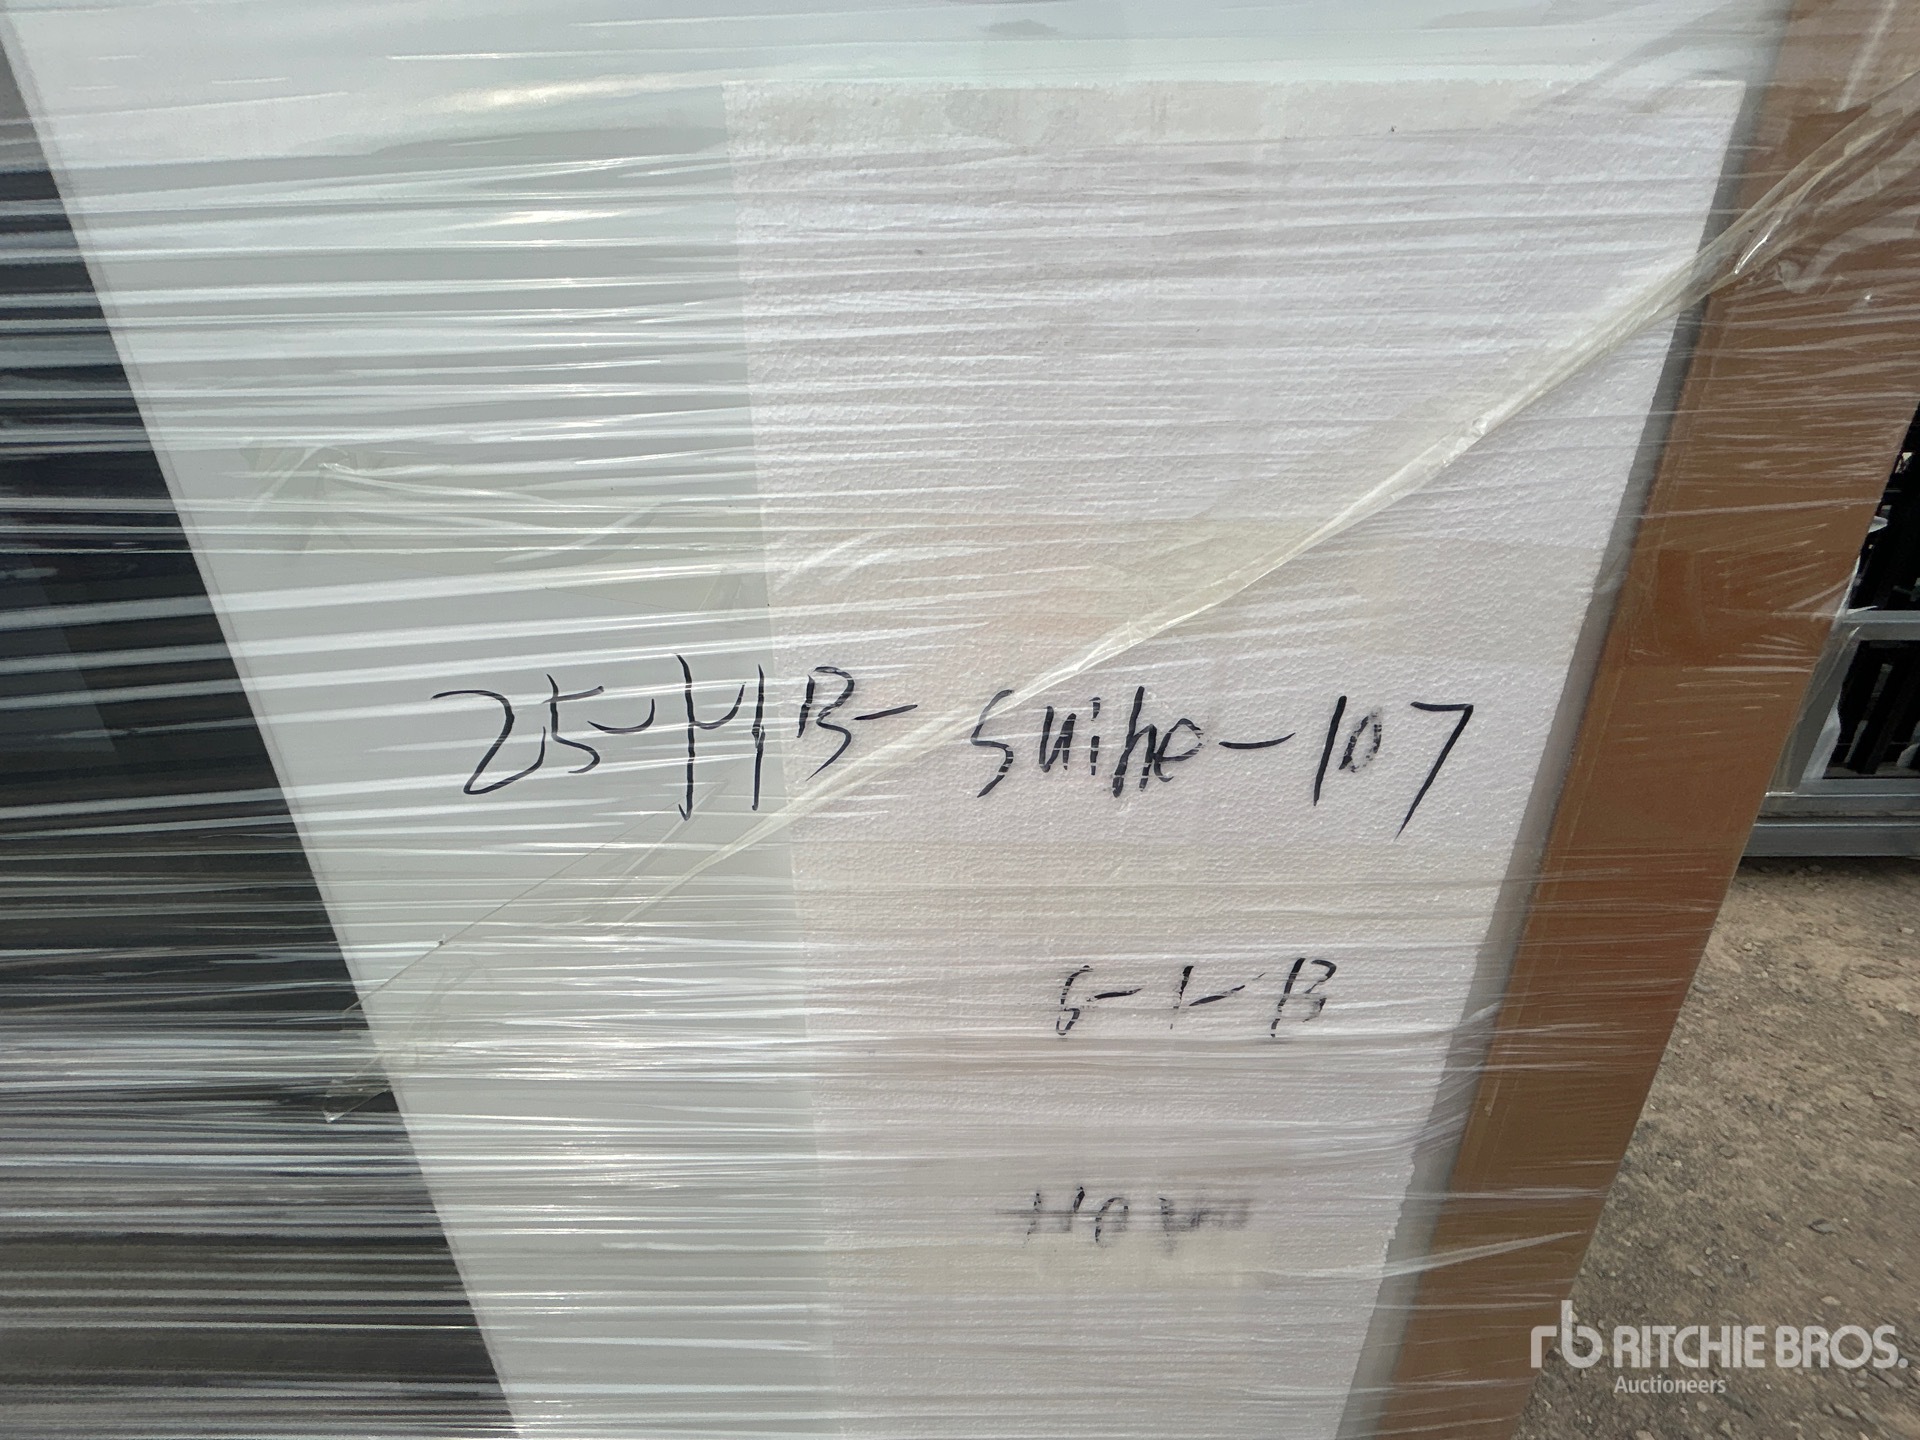 25-HB-Suihe-107
6-1-B
RITCHIE BROS.
Auctioneers